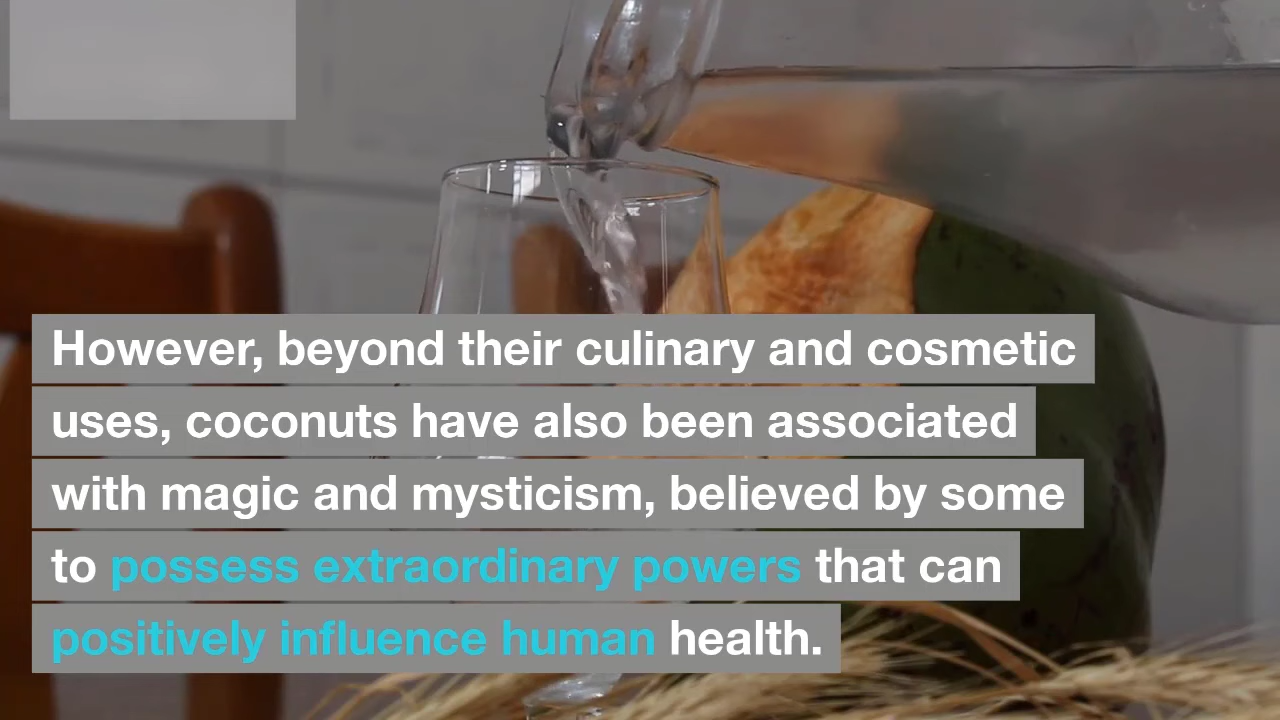 However, beyond their culinary and cosmetic
uses, coconuts have also been associated
with magic and mysticism, believed by some
to possess extraordinary powers that can
positively influence human health.